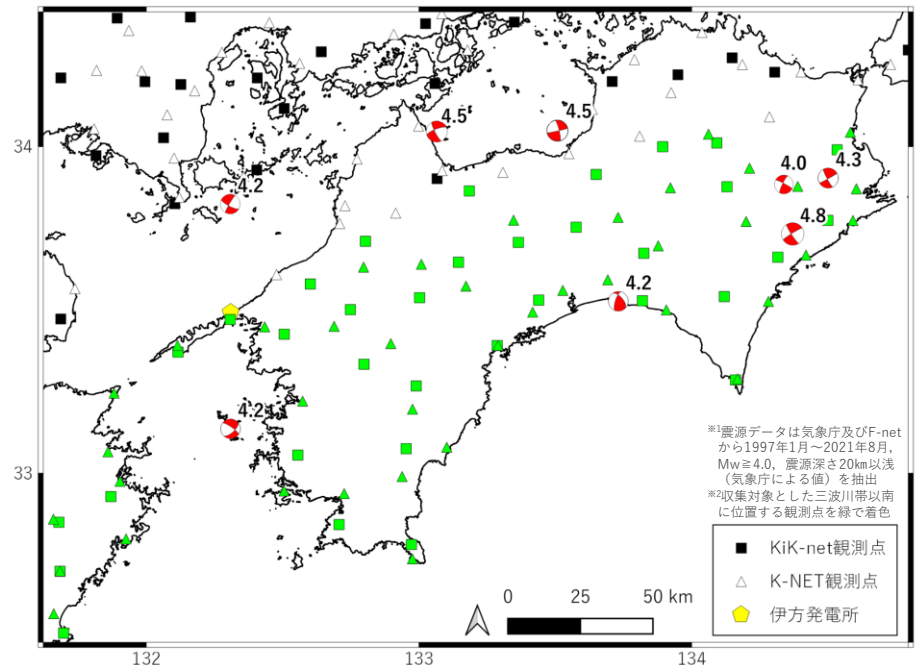 34
33
132
133
134
4.5
4.5
4.0
4.3
4.2
4.8
4.2
4.2
※1震源データは気象庁及びF-net
から1997年1月～2021年8月，
Mw≧4.0，震源深さ20km以浅
（気象庁による値）を抽出
※2収集対象とした三波川帯以南
に位置する観測点を緑で着色
KiK-net観測点
K-NET観測点
伊方発電所
0 25 50 km